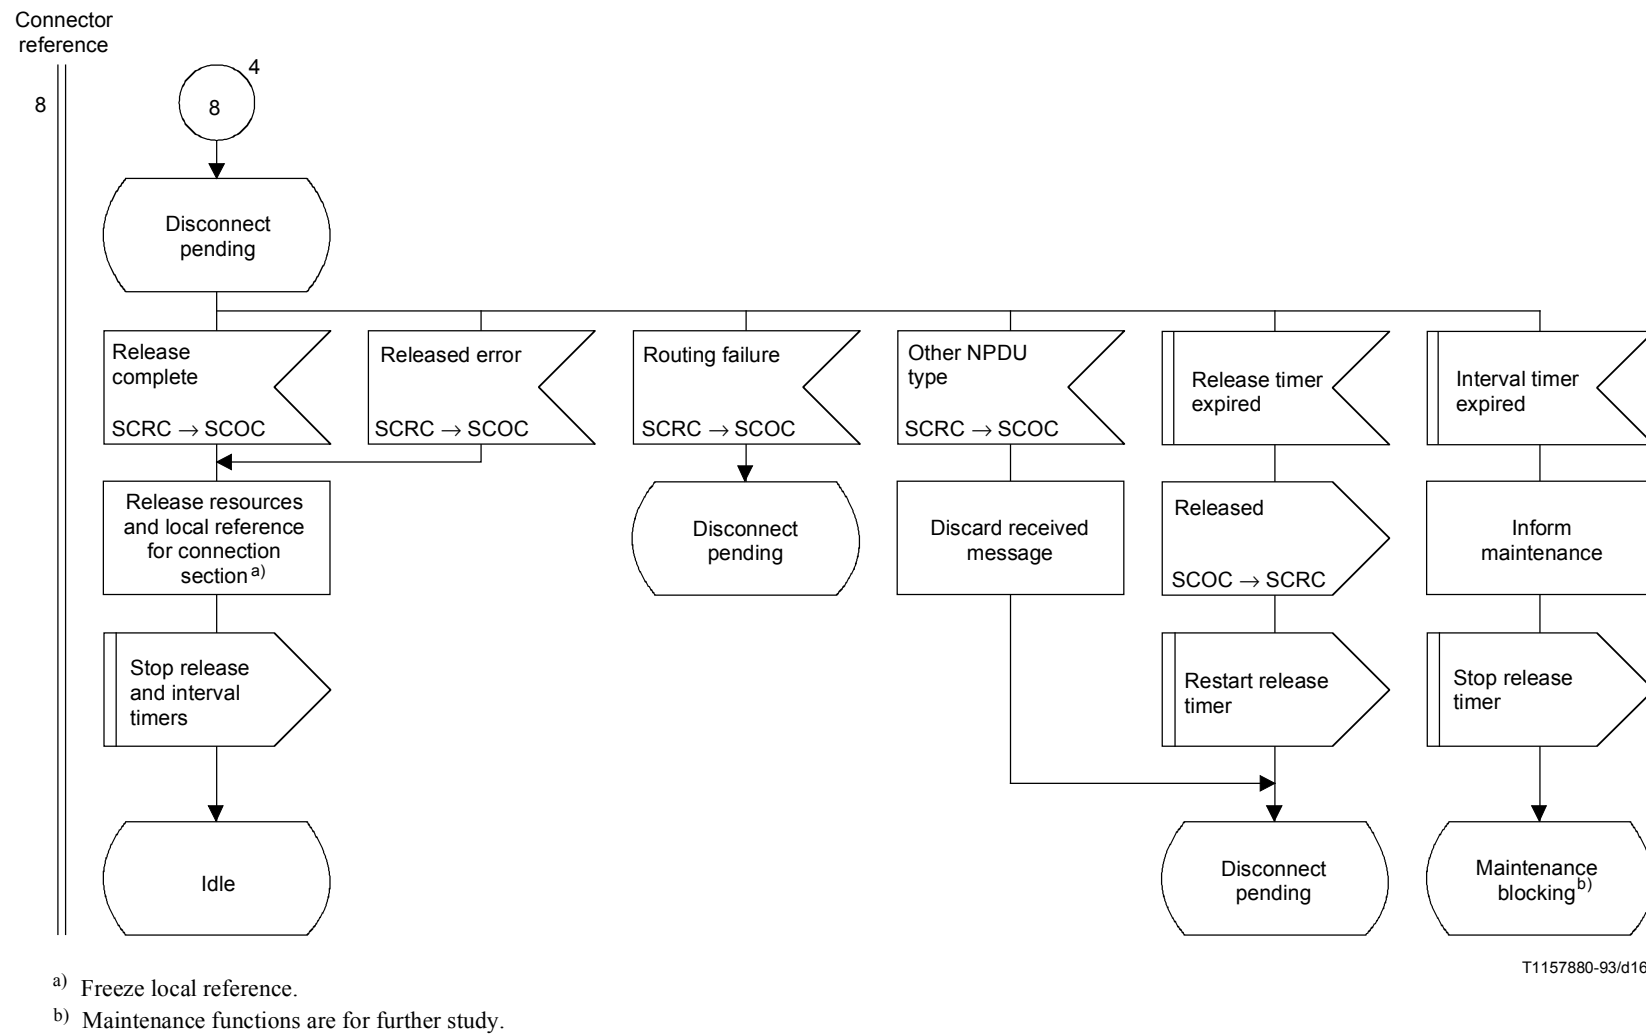 Connector
reference
4
8
8
Disconnect
pending
Release
complete
SCRC → SCOC
Released error
SCRC → SCOC
Routing failure
SCRC → SCOC
Other NPDU
type
SCRC → SCOC
Release timer
expired
Interval timer
expired
Release resources
and local reference
for connection
section a)
Disconnect
pending
Discard received
message
Released
SCOC → SCRC
Inform
maintenance
Stop release
and interval
timers
Restart release
timer
Stop release
timer
Idle
Disconnect
pending
Maintenance
blocking b)
T1157880-93/d16
a) Freeze local reference.
b) Maintenance functions are for further study.